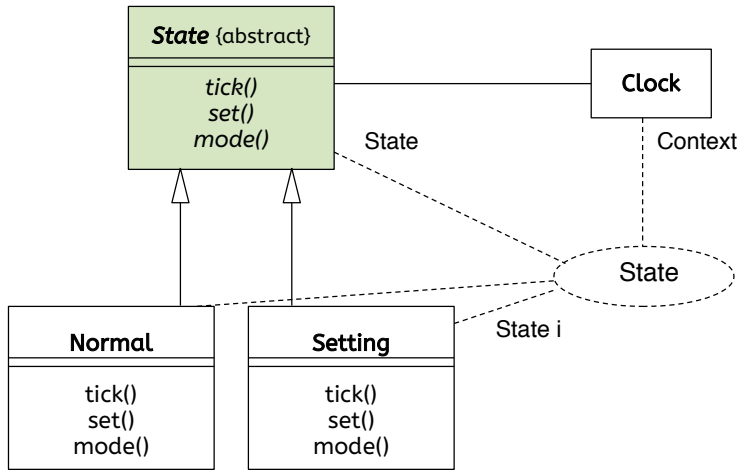 State {abstract}
tick()
set()
mode()
Clock
State
Context
State
Normal
tick()
set()
mode()
Setting
tick()
set()
mode()
State i